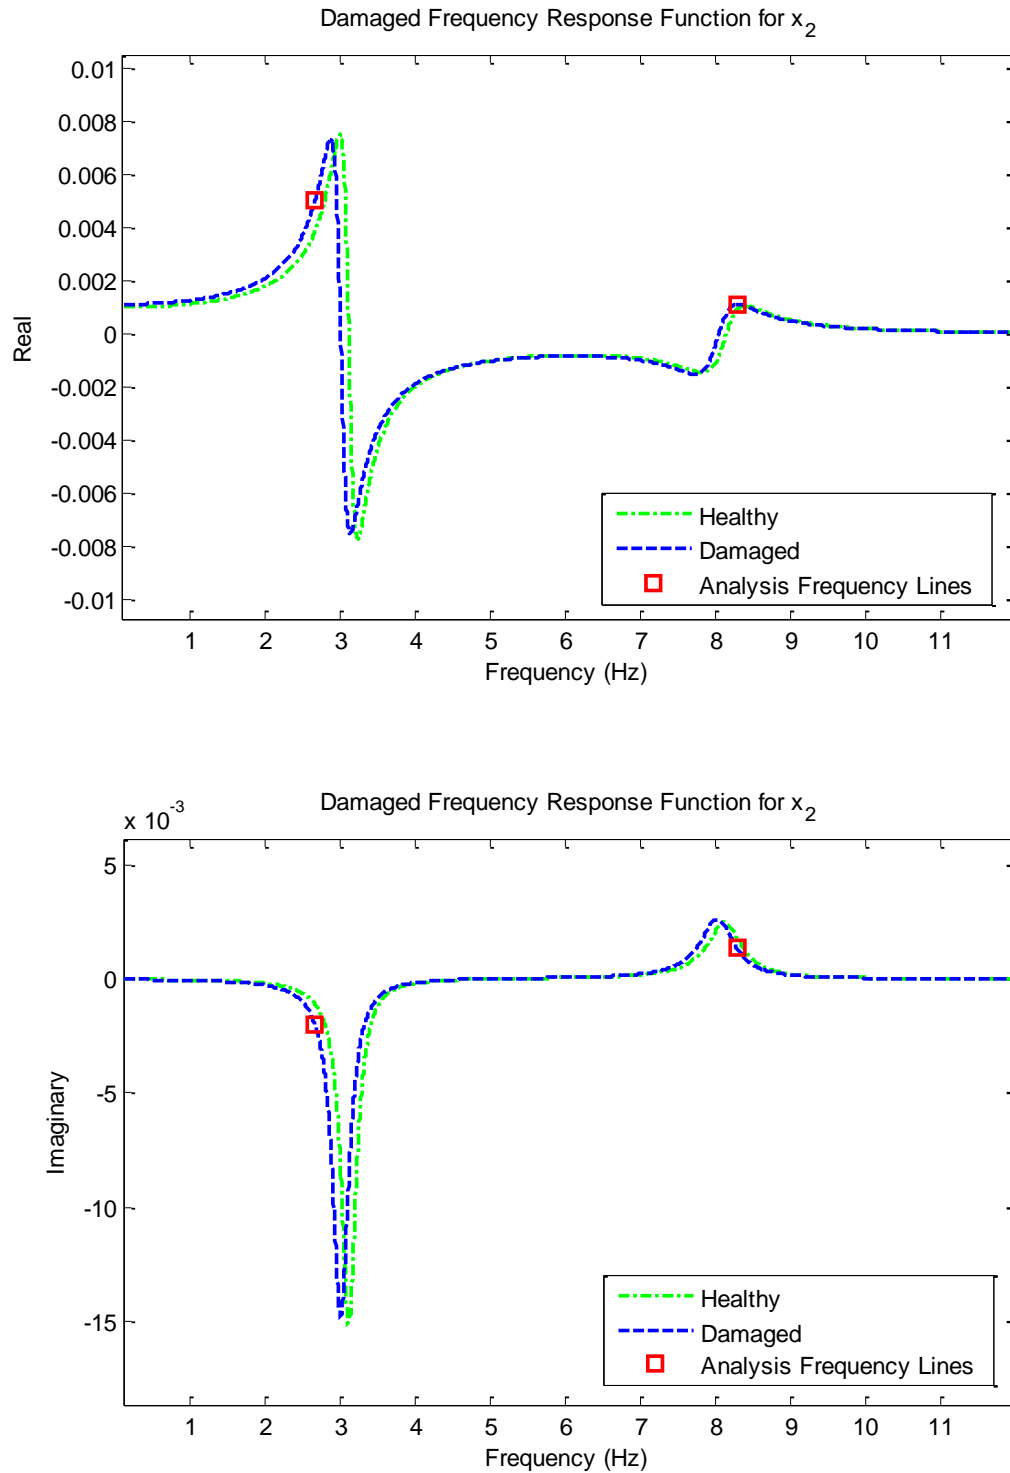 Damaged Frequency Response Function for x2
0.01
0.008
0.006
0.004
0.002
0
-0.002
-0.004
-0.006
-0.008
-0.01
Real
Healthy
Damaged
Analysis Frequency Lines
1 2 3 4 5 6 7 8 9 10 11
Frequency (Hz)
Damaged Frequency Response Function for x2
x 10-3
5
0
-5
-10
-15
Imaginary
Healthy
Damaged
Analysis Frequency Lines
1 2 3 4 5 6 7 8 9 10 11
Frequency (Hz)